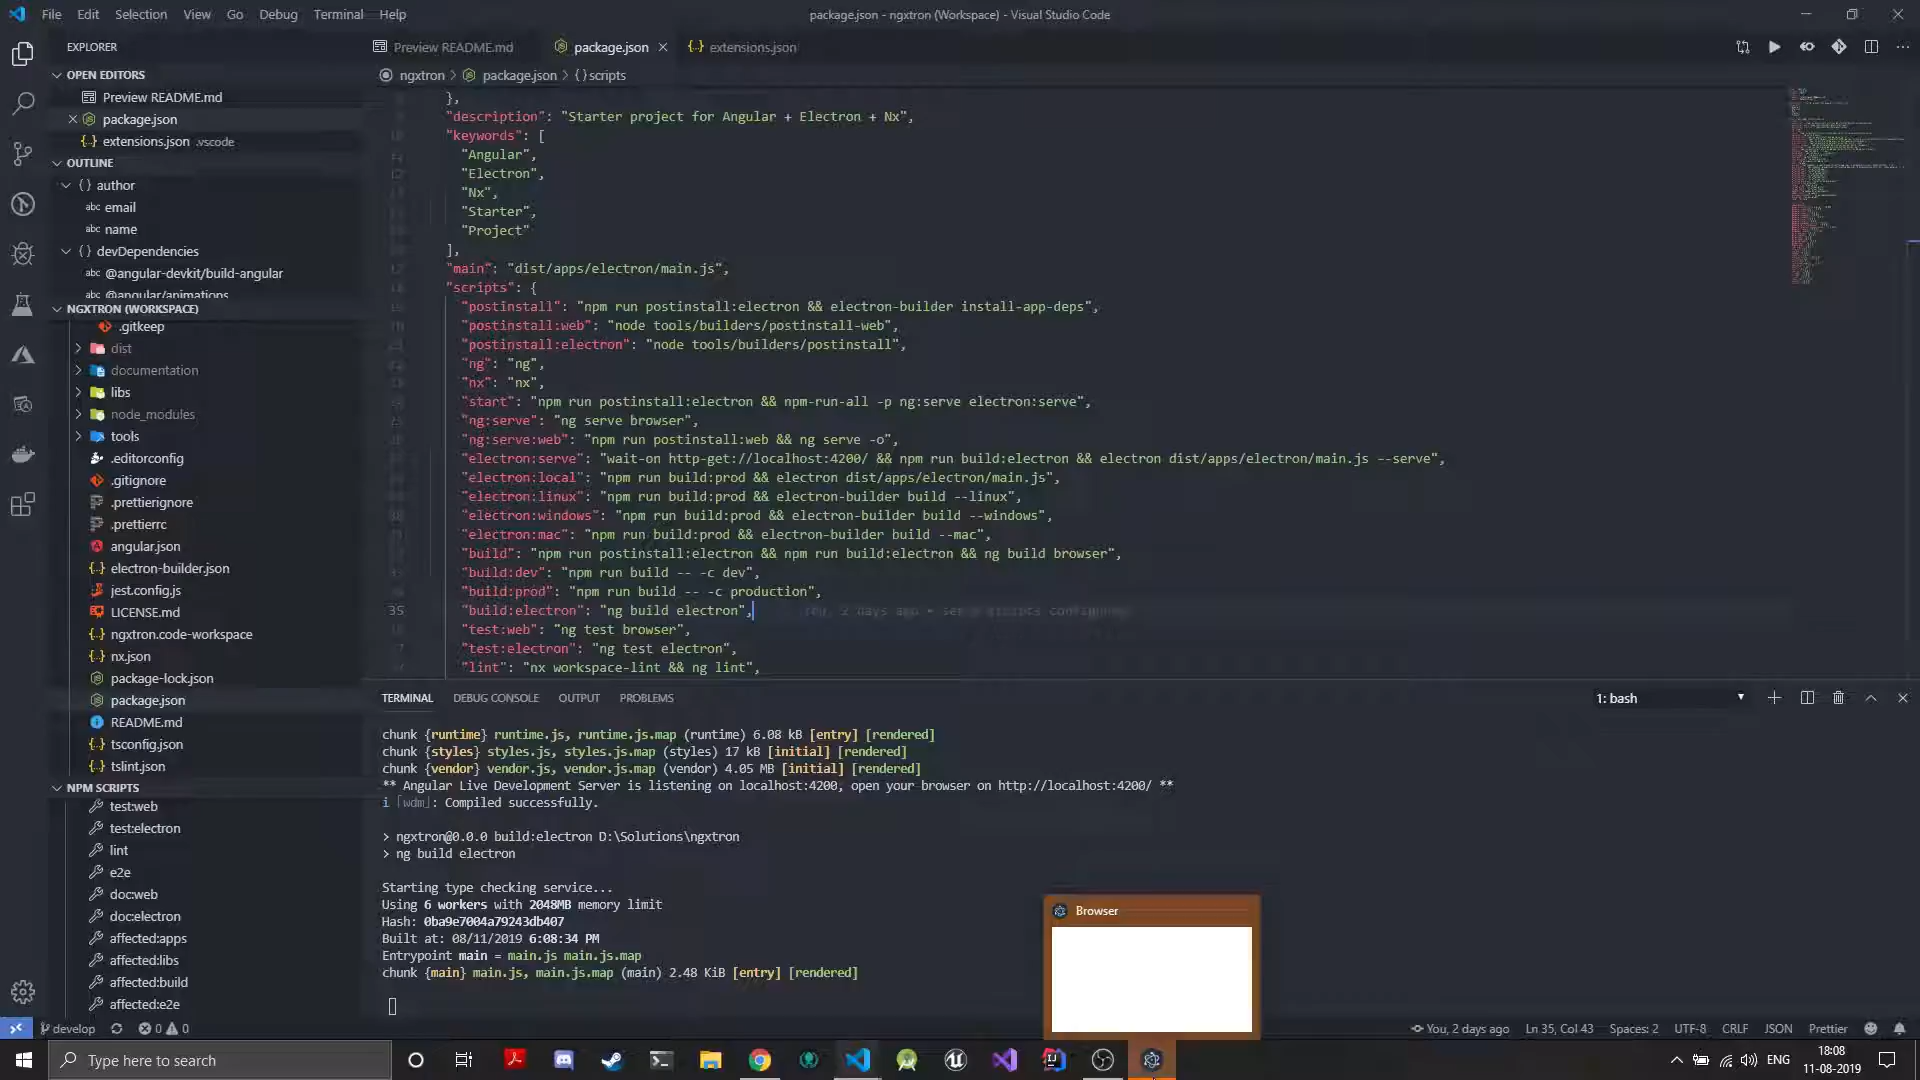 File Edit Selection View Go Debug Terminal Help
package.json - ngxtron (Workspace) - Visual Studio Code
EXPLORER
OPEN EDITORS
Preview README.md
package.json
extensions.json .vscode
OUTLINE
{} author
abc email
abc name
{} devDependencies
abc @angular-devkit/build-angular
abc @angular/animations
NGXTRON (WORKSPACE)
.gitkeep
dist
documentation
libs
node_modules
tools
.editorconfig
.gitignore
.prettierignore
.prettierrc
angular.json
electron-builder.json
jest.config.js
LICENSE.md
ngxtron.code-workspace
nx.json
package-lock.json
package.json
README.md
tsconfig.json
tslint.json
NPM SCRIPTS
test:web
test:electron
lint
e2e
doc:web
doc:electron
affected:apps
affected:libs
affected:build
affected:e2e
Preview README.md
package.json
extensions.json
ngxtron > package.json > {} scripts
},
"description": "Starter project for Angular + Electron + Nx",
"keywords": [
"Angular",
"Electron",
"Nx",
"Starter",
"Project"
],
"main": "dist/apps/electron/main.js",
"scripts": {
"postinstall": "npm run postinstall:electron && electron-builder install-app-deps",
"postinstall:web": "node tools/builders/postinstall-web",
"postinstall:electron": "node tools/builders/postinstall",
"ng": "ng",
"nx": "nx",
"start": "npm run postinstall:electron && npm-run-all -p ng:serve electron:serve",
"ng:serve": "ng serve browser",
"ng:serve:web": "npm run postinstall:web && ng serve -o",
"electron:serve": "wait-on http-get://localhost:4200/ && npm run build:electron && electron dist/apps/electron/main.js --serve",
"electron:local": "npm run build:prod && electron dist/apps/electron/main.js",
"electron:linux": "npm run build:prod && electron-builder build --linux",
"electron:windows": "npm run build:prod && electron-builder build --windows",
"electron:mac": "npm run build:prod && electron-builder build --mac",
"build": "npm run postinstall:electron && npm run build:electron && ng build browser",
"build:dev": "npm run build -- -c dev",
"build:prod": "npm run build -- -c production",
35 "build:electron": "ng build electron", You, 2 days ago •
"test:web": "ng test browser",
"test:electron": "ng test electron",
"lint": "nx workspace-lint && ng lint",
TERMINAL DEBUG CONSOLE OUTPUT PROBLEMS
1: bash
chunk {runtime} runtime.js, runtime.js.map (runtime) 6.08 kB [entry] [rendered]
chunk {styles} styles.js, styles.js.map (styles) 17 kB [initial] [rendered]
chunk {vendor} vendor.js, vendor.js.map (vendor) 4.05 MB [initial] [rendered]
** Angular Live Development Server is listening on localhost:4200, open your browser on http://localhost:4200/ **
i ｢wdm｣: Compiled successfully.
> ngxtron@0.0.0 build:electron D:\Solutions\ngxtron
> ng build electron
Starting type checking service...
Using 6 workers with 2048MB memory limit
Hash: 0ba9e7004a79243db407
Built at: 08/11/2019 6:08:34 PM
Entrypoint main = main.js main.js.map
chunk {main} main.js, main.js.map (main) 2.48 KiB [entry] [rendered]
Browser
develop 0 0
You, 2 days ago Ln 35, Col 43 Spaces: 2 UTF-8 CRLF JSON Prettier
Type here to search
ENG
18:08
11-08-2019